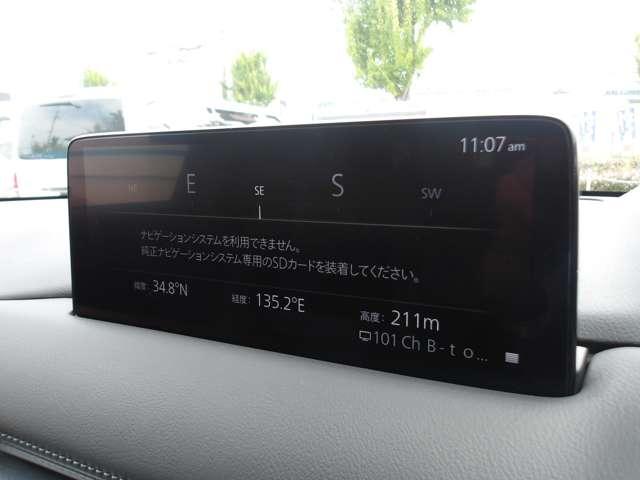 11:07 am
NE E SE S SW
ナビゲーションシステムを利用できません。
純正ナビゲーションシステム専用のSDカードを装着してください。
緯度: 34.8°N 経度: 135.2°E 高度: 211m
101 Ch B-to...